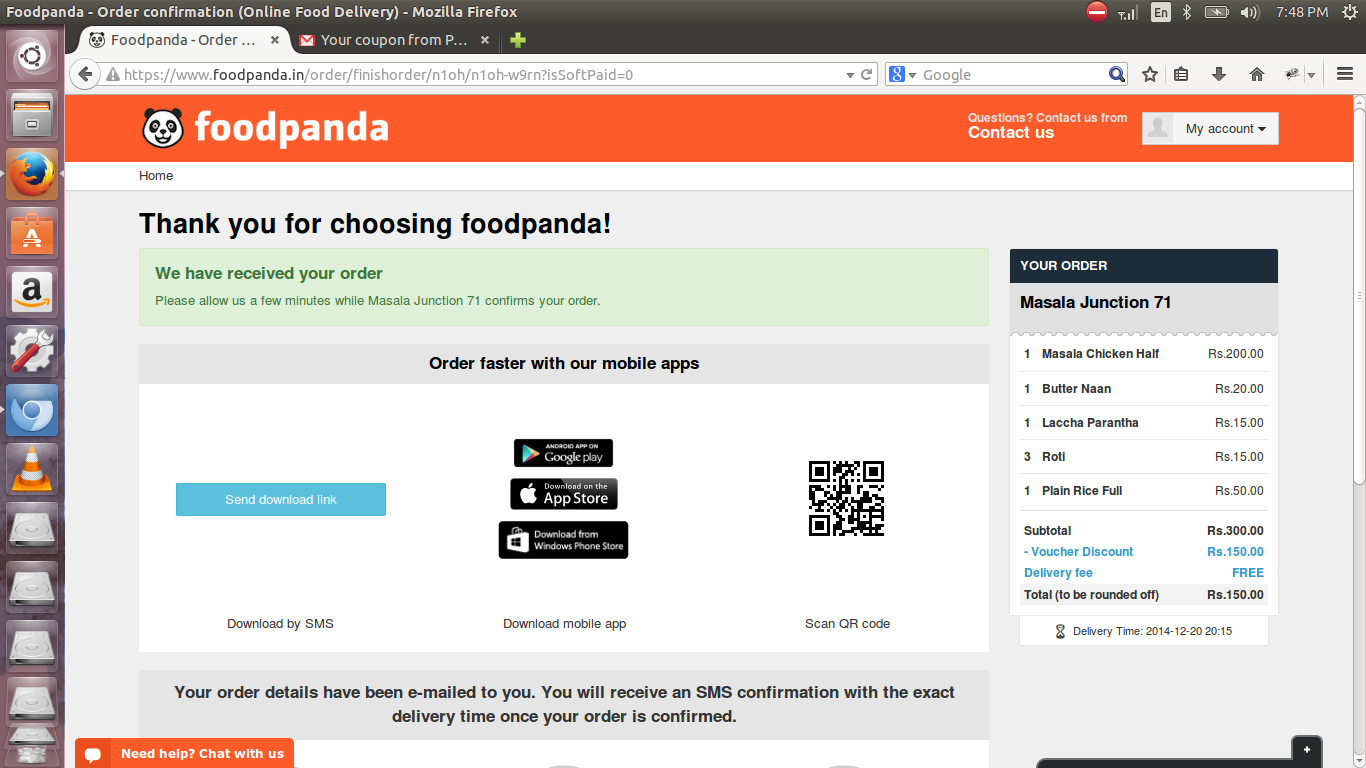 Foodpanda - Order confirmation (Online Food Delivery) - Mozilla Firefox
En
7:48 PM
Foodpanda - Order ...
Your coupon from P...
https://www.foodpanda.in/order/finishorder/n1oh/n1oh-w9rn?isSoftPaid=0
Google
foodpanda
Questions? Contact us from
Contact us
My account
Home
Thank you for choosing foodpanda!
We have received your order
Please allow us a few minutes while Masala Junction 71 confirms your order.
Order faster with our mobile apps
Send download link
ANDROID APP ON
Google play
Download on the
App Store
Download from
Windows Phone Store
Download by SMS
Download mobile app
Scan QR code
Your order details have been e-mailed to you. You will receive an SMS confirmation with the exact
delivery time once your order is confirmed.
Need help? Chat with us
YOUR ORDER
Masala Junction 71
1 Masala Chicken Half Rs.200.00
1 Butter Naan Rs.20.00
1 Laccha Parantha Rs.15.00
3 Roti Rs.15.00
1 Plain Rice Full Rs.50.00
Subtotal Rs.300.00
- Voucher Discount Rs.150.00
Delivery fee FREE
Total (to be rounded off) Rs.150.00
Delivery Time: 2014-12-20 20:15
+